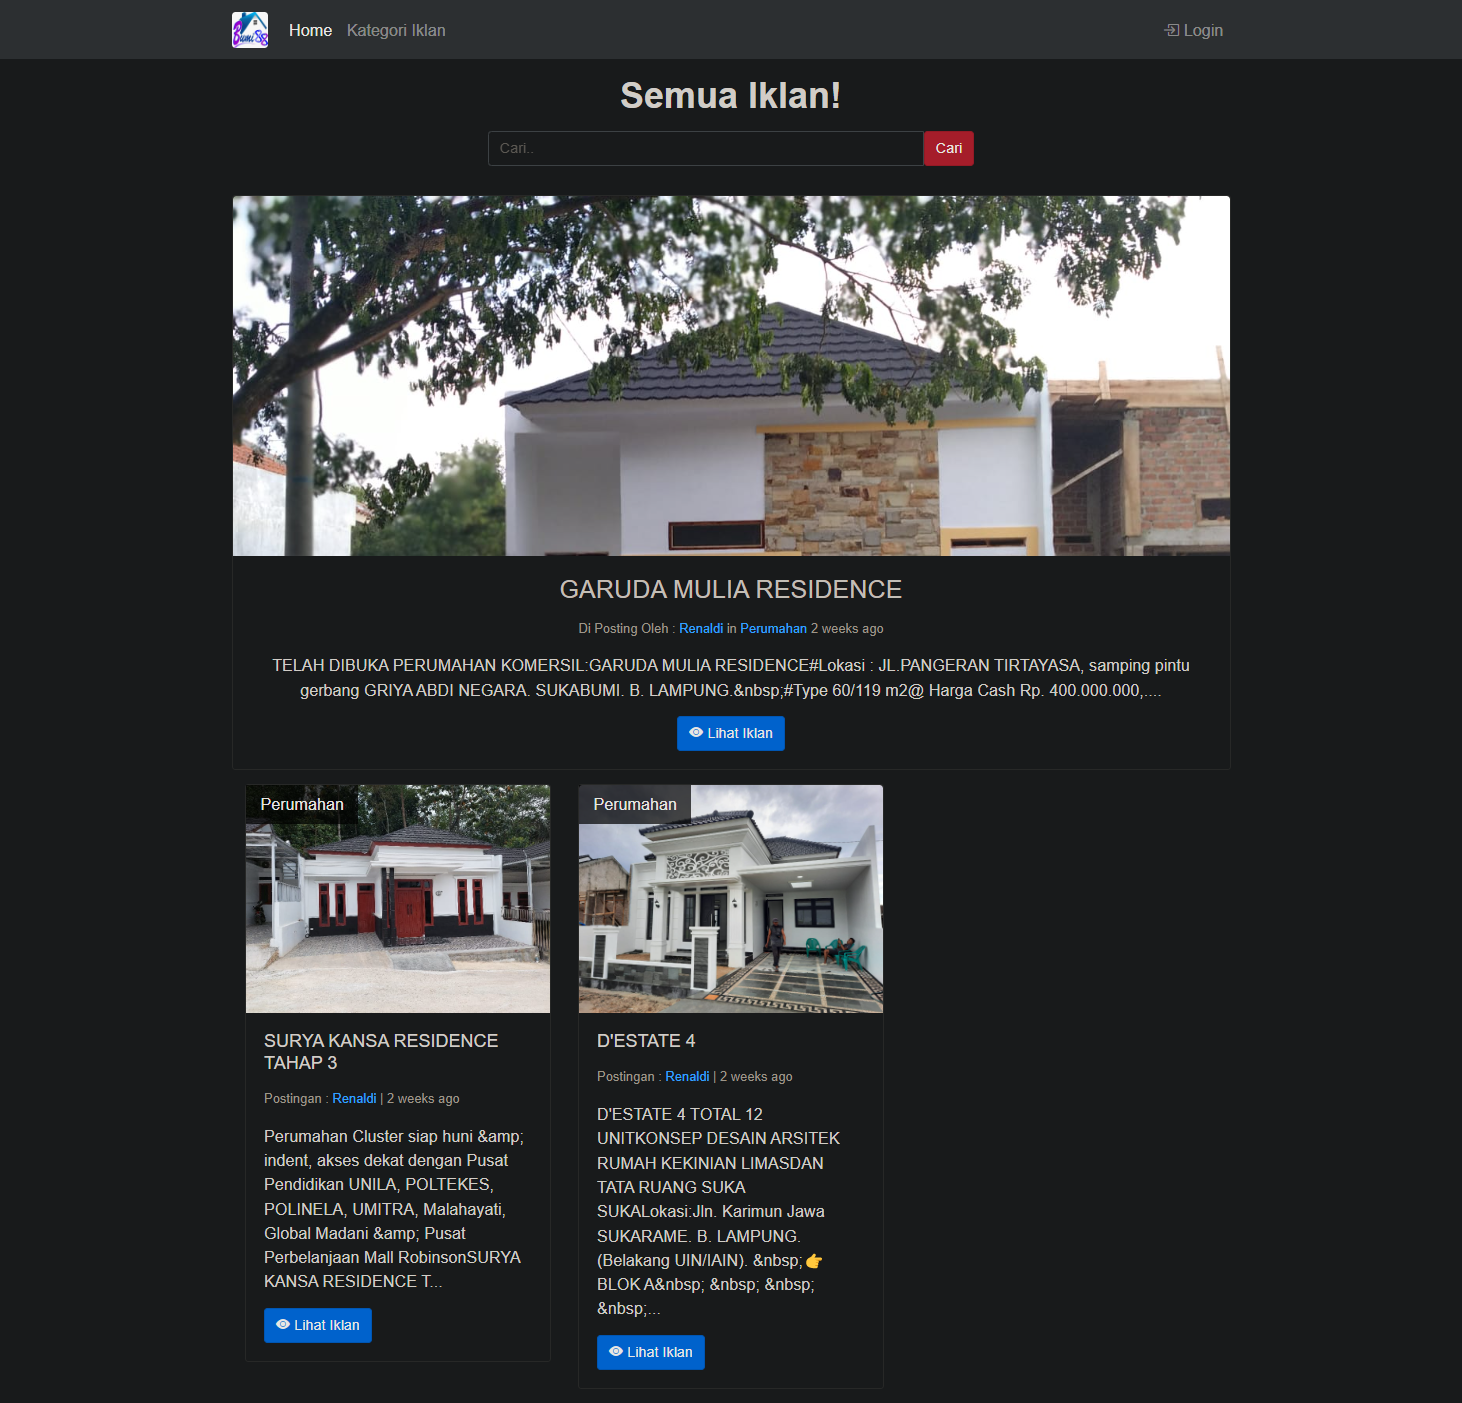 Bumi 88
Home
Kategori Iklan
Login
Semua Iklan!
Cari..
Cari
GARUDA MULIA RESIDENCE
Di Posting Oleh : Renaldi in Perumahan 2 weeks ago
TELAH DIBUKA PERUMAHAN KOMERSIL:GARUDA MULIA RESIDENCE#Lokasi : JL.PANGERAN TIRTAYASA, samping pintu
gerbang GRIYA ABDI NEGARA. SUKABUMI. B. LAMPUNG.&nbsp;#Type 60/119 m2@ Harga Cash Rp. 400.000.000,....
Lihat Iklan
Perumahan
SURYA KANSA RESIDENCE
TAHAP 3
Postingan : Renaldi | 2 weeks ago
Perumahan Cluster siap huni &amp;
indent, akses dekat dengan Pusat
Pendidikan UNILA, POLTEKES,
POLINELA, UMITRA, Malahayati,
Global Madani &amp; Pusat
Perbelanjaan Mall RobinsonSURYA
KANSA RESIDENCE T...
Lihat Iklan
Perumahan
D'ESTATE 4
Postingan : Renaldi | 2 weeks ago
D'ESTATE 4 TOTAL 12
UNITKONSEP DESAIN ARSITEK
RUMAH KEKINIAN LIMASDAN
TATA RUANG SUKA
SUKALokasi:Jln. Karimun Jawa
SUKARAME. B. LAMPUNG.
(Belakang UIN/IAIN). &nbsp;👉
BLOK A&nbsp; &nbsp; &nbsp;
&nbsp;...
Lihat Iklan